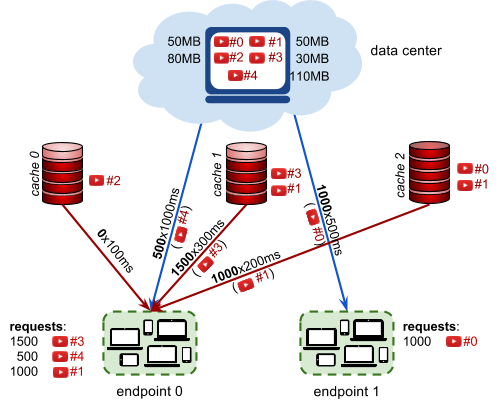 50MB #0 #1 50MB
80MB #2 #3 30MB
#4 110MB
data center
cache 0
#2
cache 1
#3
#1
cache 2
#0
#1
0x100ms
500x1000ms
( #4)
1500x300ms
( #3)
1000x200ms
( #1)
1000x500ms
( #0)
requests:
1500 #3
500 #4
1000 #1
endpoint 0
requests:
1000 #0
endpoint 1